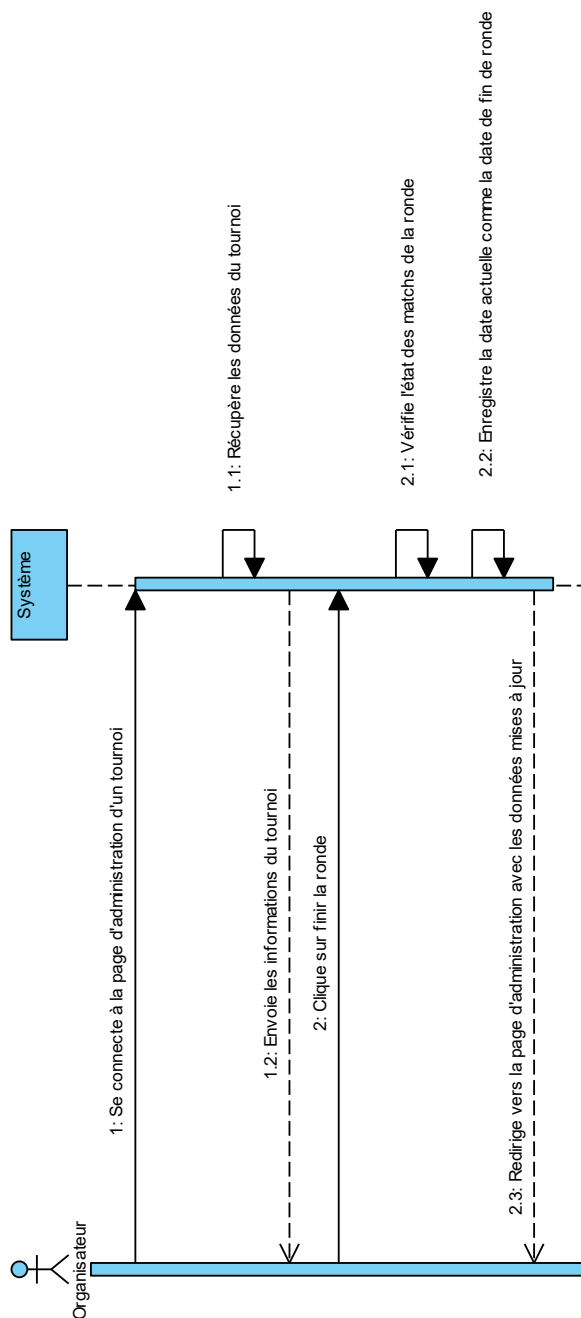 Organisateur
Système
1: Se connecte à la page d'administration d'un tournoi
1.1: Récupère les données du tournoi
1.2: Envoie les informations du tournoi
2: Clique sur finir la ronde
2.1: Vérifie l'état des matchs de la ronde
2.2: Enregistre la date actuelle comme la date de fin de ronde
2.3: Redirige vers la page d'administration avec les données mises à jour